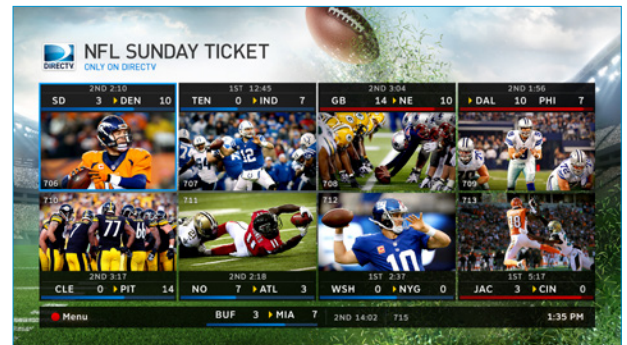 NFL SUNDAY TICKET
DIRECTV ONLY ON DIRECTV
2ND 2:10 1ST 12:45 2ND 3:04 2ND 1:56
SD 3 DEN 10 TEN 0 IND 7 GB 14 NE 10 DAL 10 PHI 7
12
706 707 708 709
710 711 712 713
77
10
2ND 3:17 2ND 2:18 1ST 2:37 1ST 5:17
CLE 0 PIT 14 NO 7 ATL 3 WSH 0 NYG 0 JAC 3 CIN 0
Menu BUF 3 MIA 7 2ND 14:02 715 1:35 PM